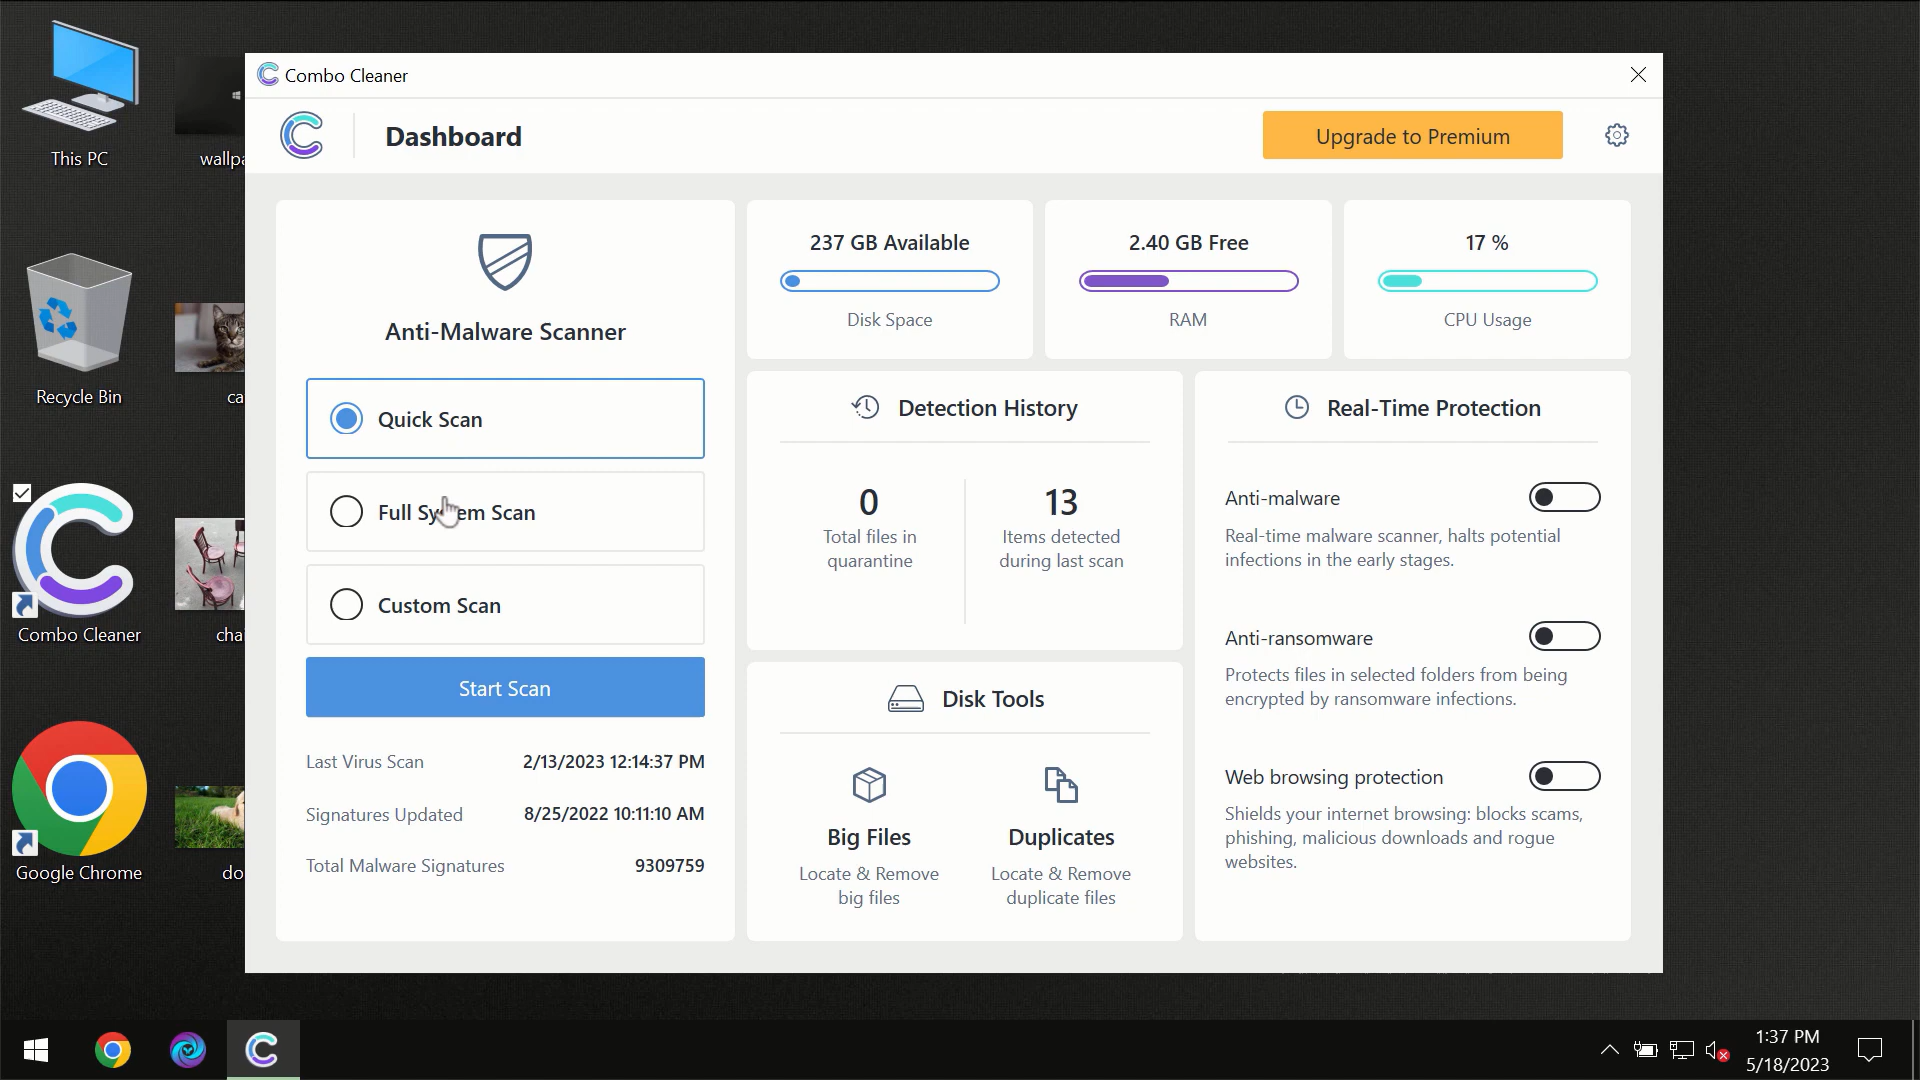 This PC
wallpa
Recycle Bin
ca
Combo Cleaner
cha
Google Chrome
do
Combo Cleaner
Dashboard
Upgrade to Premium
Anti-Malware Scanner
Quick Scan
Full System Scan
Custom Scan
Start Scan
Last Virus Scan 2/13/2023 12:14:37 PM
Signatures Updated 8/25/2022 10:11:10 AM
Total Malware Signatures 9309759
237 GB Available
Disk Space
2.40 GB Free
RAM
17 %
CPU Usage
Detection History
0
Total files in
quarantine
13
Items detected
during last scan
Disk Tools
Big Files
Locate & Remove
big files
Duplicates
Locate & Remove
duplicate files
Real-Time Protection
Anti-malware
Real-time malware scanner, halts potential
infections in the early stages.
Anti-ransomware
Protects files in selected folders from being
encrypted by ransomware infections.
Web browsing protection
Shields your internet browsing: blocks scams,
phishing, malicious downloads and rogue
websites.
1:37 PM
5/18/2023